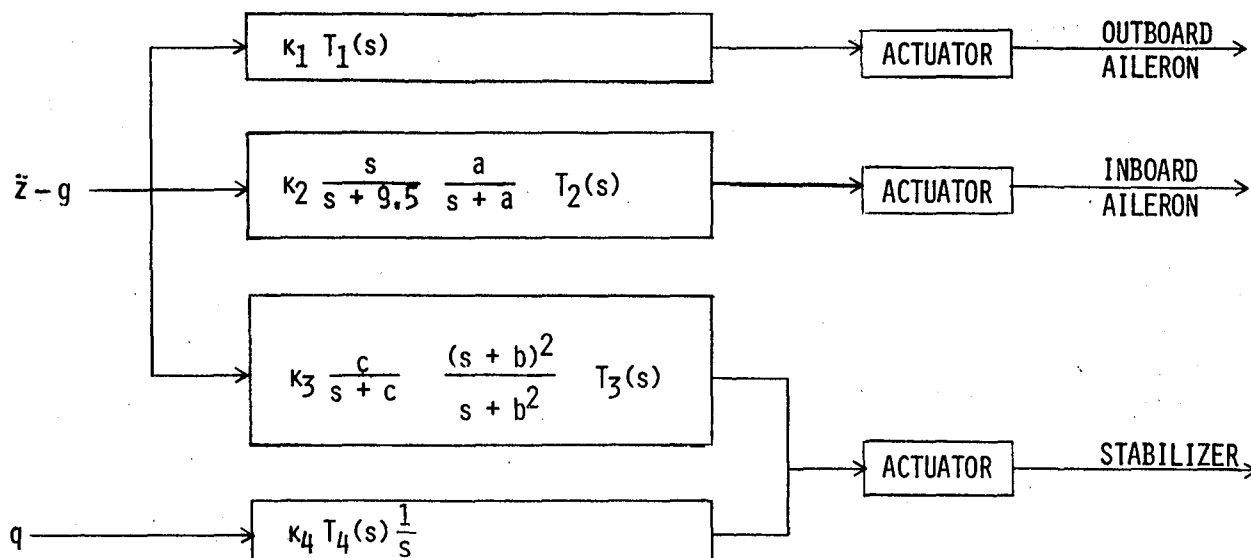 κ₁ T₁(s)
ACTUATOR
OUTBOARD
AILERON
z̈ – g
κ₂ s/(s + 9.5) a/(s + a) T₂(s)
ACTUATOR
INBOARD
AILERON
κ₃ c/(s + c) (s + b)²/(s + b²) T₃(s)
ACTUATOR
STABILIZER
q
κ₄ T₄(s) 1/s